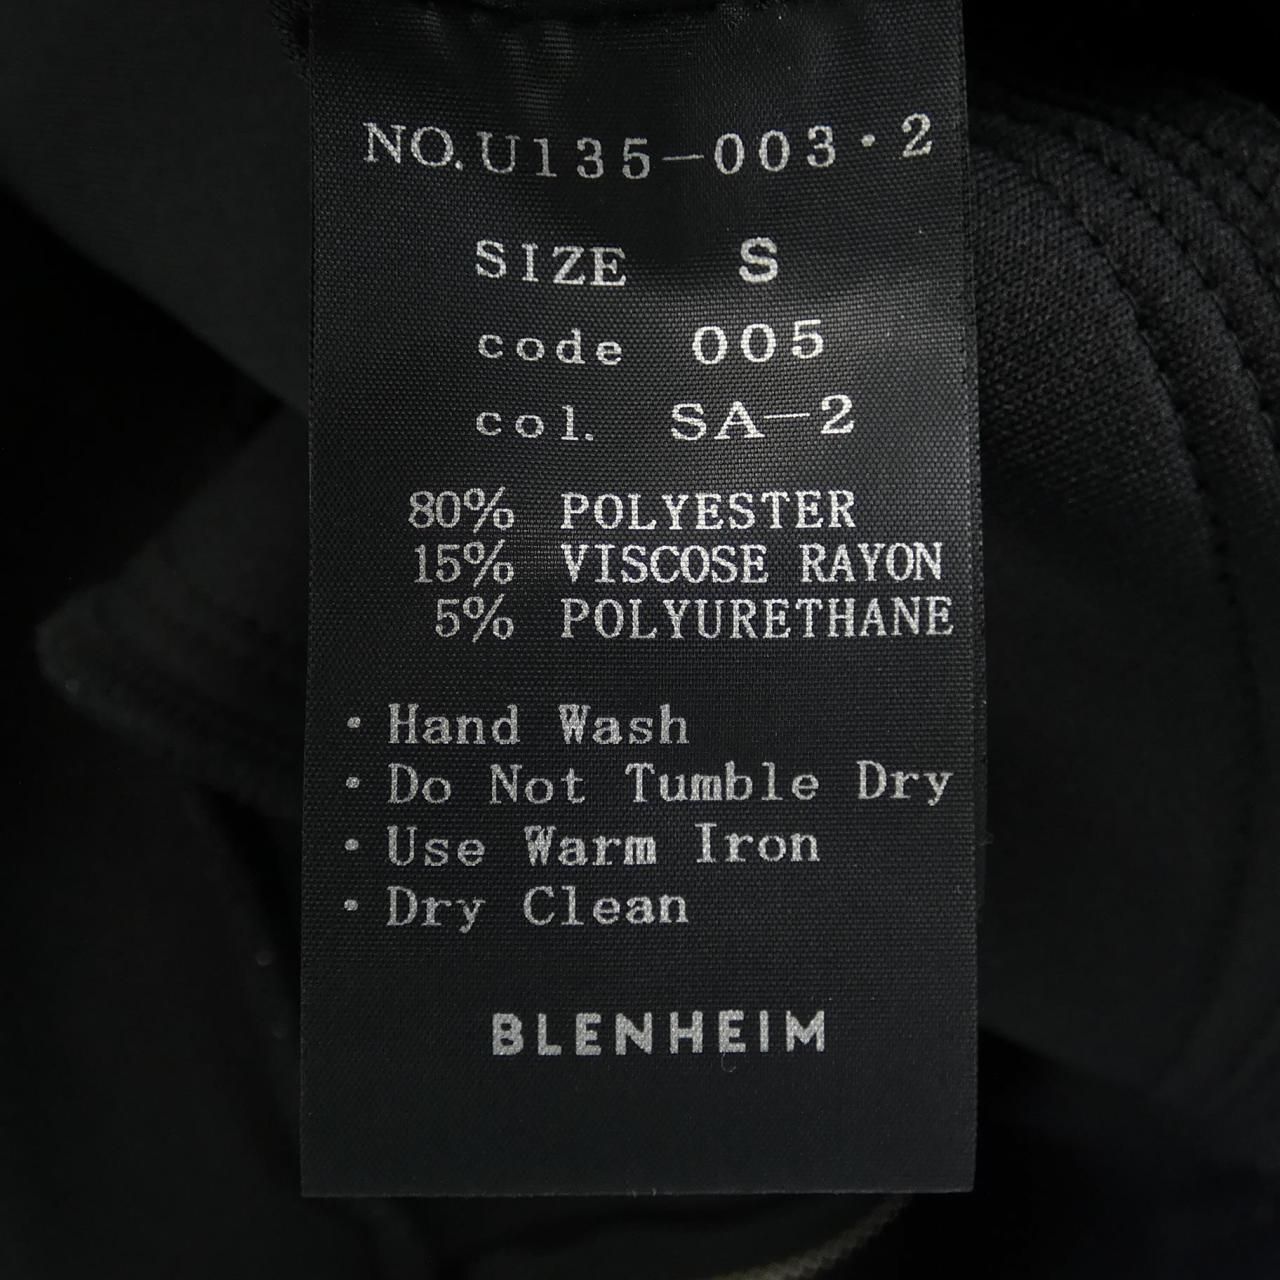 NO.U135-003・2
SIZE S
code 005
col. SA-2
80% POLYESTER
15% VISCOSE RAYON
5% POLYURETHANE
・Hand Wash
・Do Not Tumble Dry
・Use Warm Iron
・Dry Clean
BLENHEIM